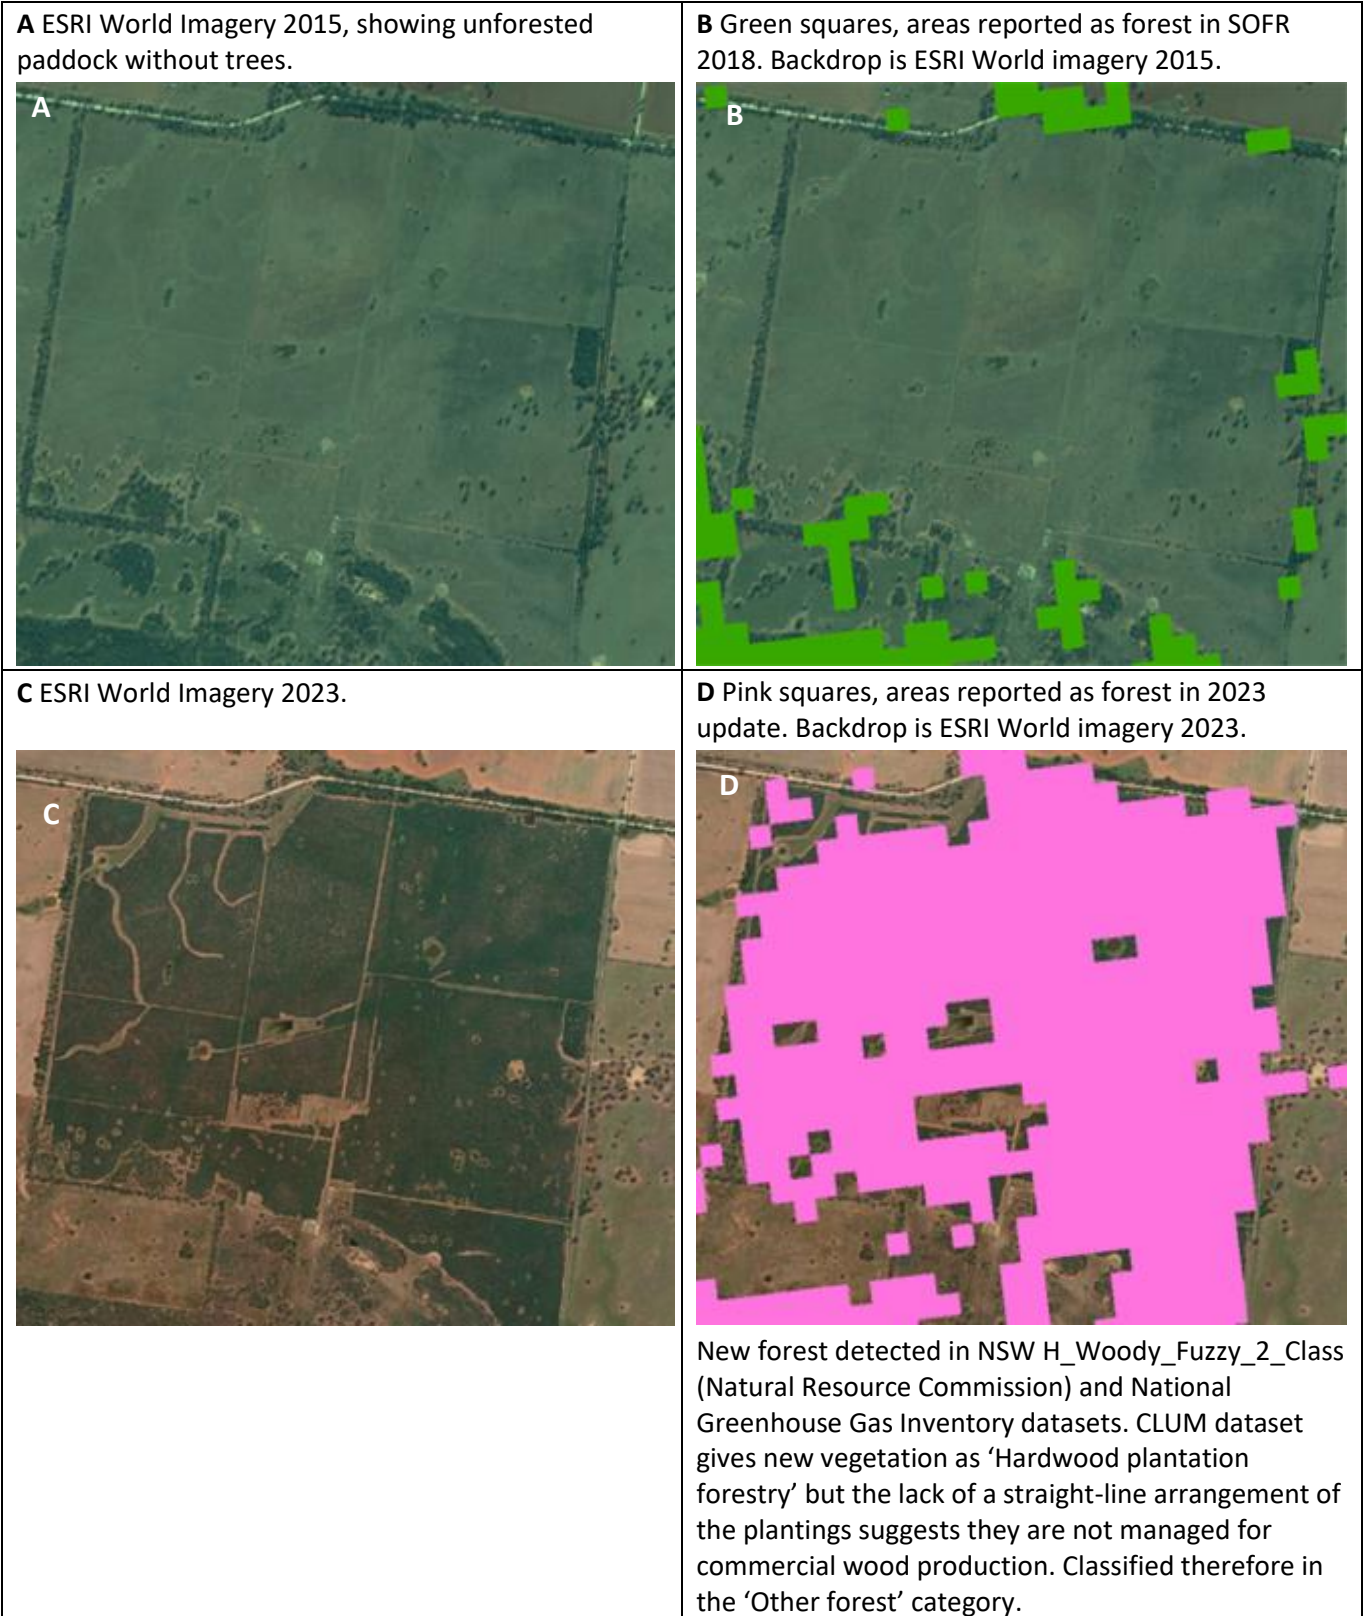 A ESRI World Imagery 2015, showing unforested
paddock without trees.
B Green squares, areas reported as forest in SOFR
2018. Backdrop is ESRI World imagery 2015.
A
B
C ESRI World Imagery 2023.
D Pink squares, areas reported as forest in 2023
update. Backdrop is ESRI World imagery 2023.
C
D
New forest detected in NSW H_Woody_Fuzzy_2_Class
(Natural Resource Commission) and National
Greenhouse Gas Inventory datasets. CLUM dataset
gives new vegetation as ‘Hardwood plantation
forestry’ but the lack of a straight-line arrangement of
the plantings suggests they are not managed for
commercial wood production. Classified therefore in
the ‘Other forest’ category.